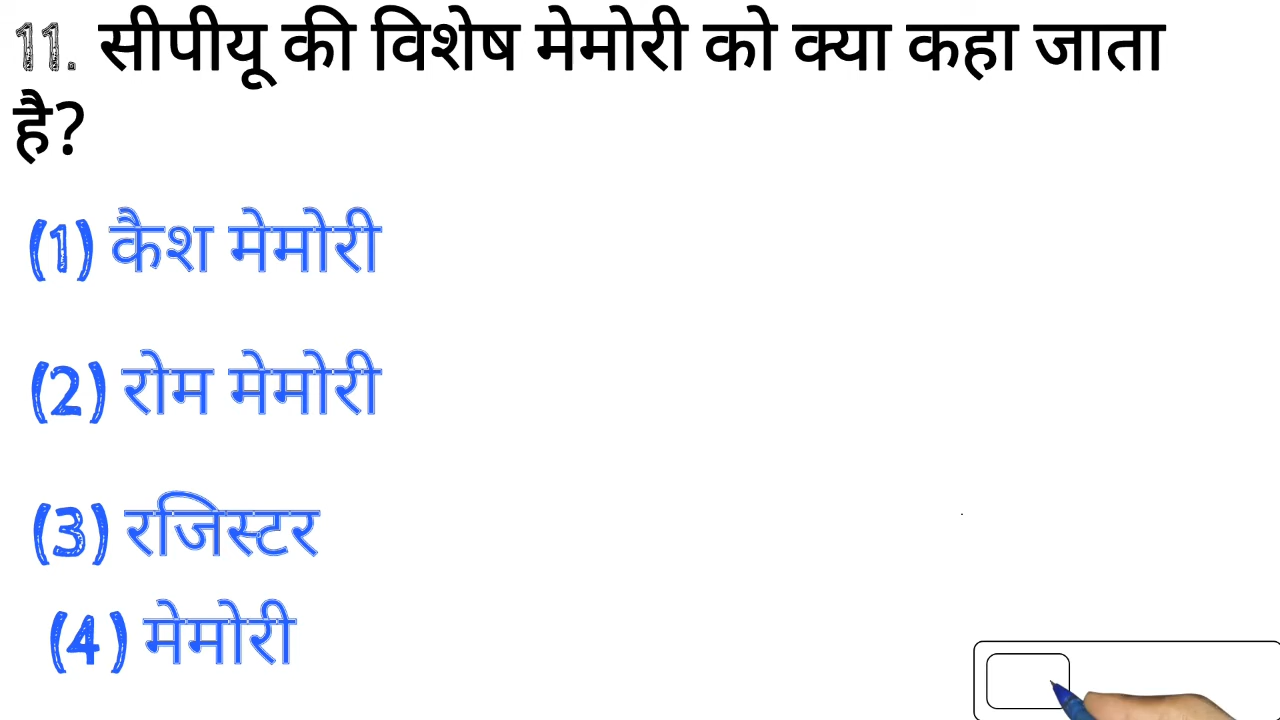 11. सीपीयू की विशेष मेमोरी को क्या कहा जाता
है?
(1) कैश मेमोरी
(2) रोम मेमोरी
(3) रजिस्टर
(4) मेमोरी